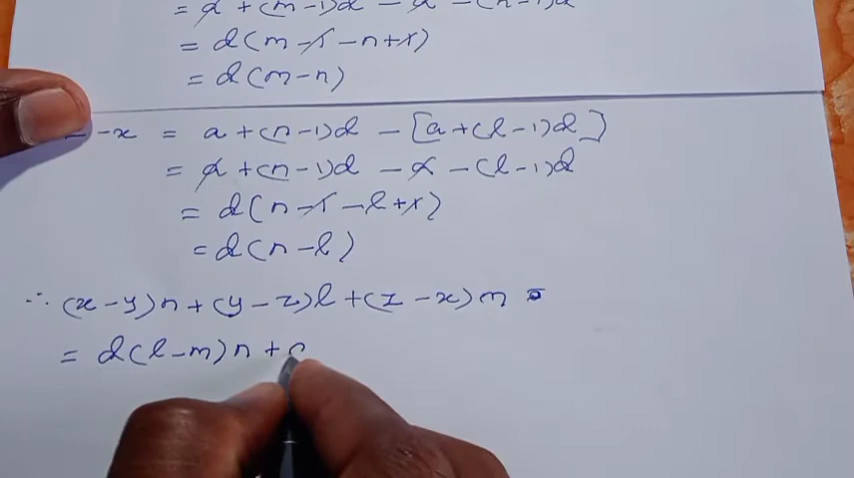 = a + (m-1)d - a - (n-1)d
= d(m-1-n+1)
= d(m-n)
-x = a+(n-1)d - [a+(l-1)d]
= a+(n-1)d - a - (l-1)d
= d(n-1-l+1)
= d(n-l)
∴ (x-y)n+(y-z)l+(z-x)m
= d(l-m)n +